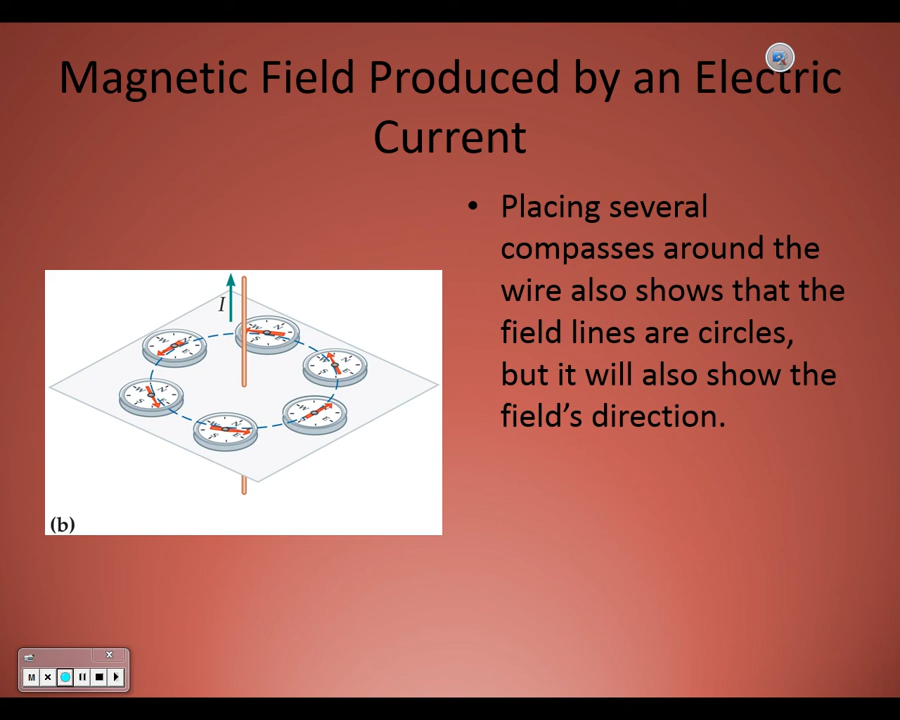 Magnetic Field Produced by an Electric
Current
• Placing several
compasses around the
wire also shows that the
field lines are circles,
but it will also show the
field's direction.
I
W N S E
W N S E
W N S E
W N S E
W N S E
W N S E
(b)
M